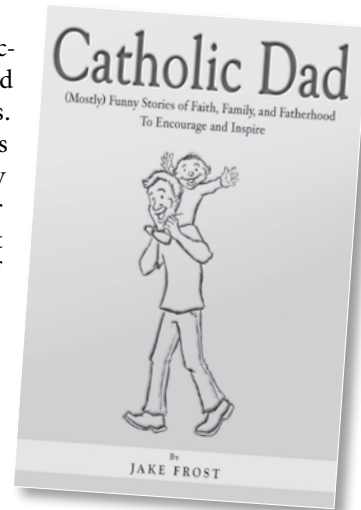 c-
d
s.
s
y
t
Catholic Dad
(Mostly) Funny Stories of Faith, Family, and Fatherhood
To Encourage and Inspire
By
JAKE FROST